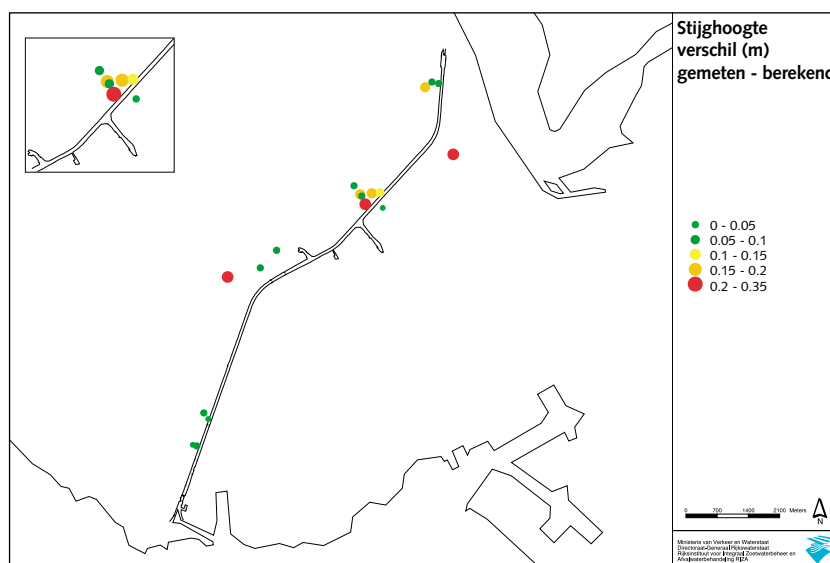 Stijghoogte
verschil (m)
gemeten - berekend
0 - 0.05
0.05 - 0.1
0.1 - 0.15
0.15 - 0.2
0.2 - 0.35
0 700 1400 2100 Meters
N
Ministerie van Verkeer en Waterstaat
Directoraat-Generaal Rijkswaterstaat
Rijksinstituut voor Integraal Zoetwaterbeheer en
Afvalwaterbehandeling RIZA